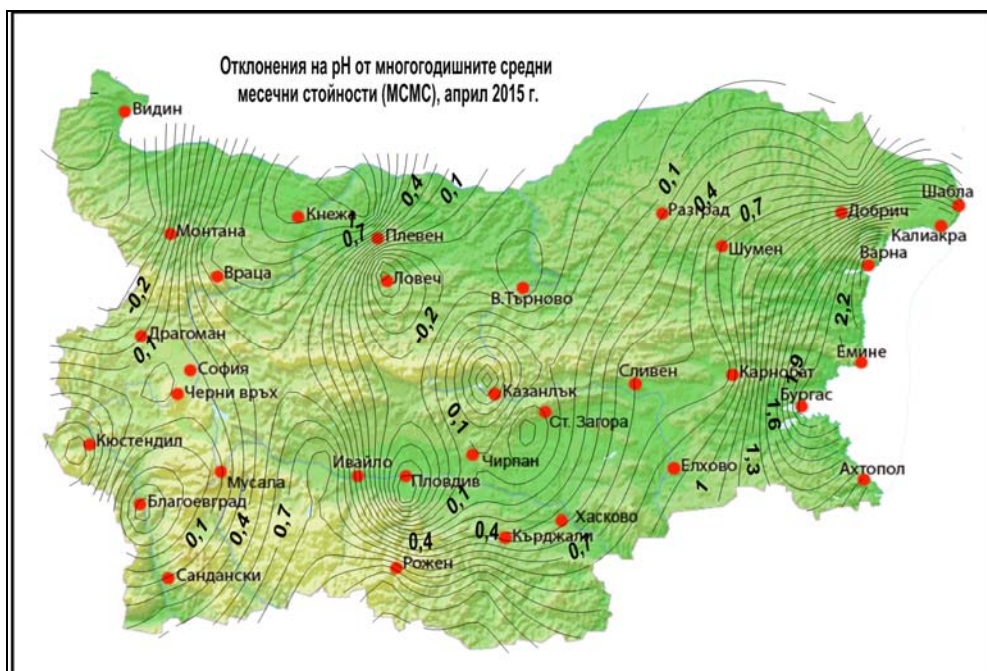 Отклонения на pH от многогодишните средни
месечни стойности (МСМС), април 2015 г.
Видин
0,4
0,1
0,1
0,4
0,7
Шабла
Кнежа
1
0,7
Плевен
Разград
Добрич
Калиакра
Монтана
Шумен
Варна
Враца
Ловеч
В.Търново
-0,2
-0,2
2,2
Драгоман
0,1
София
Черни връх
Казанлък
Сливен
Карнобат
1,9
Емине
Бургас
0,1
Ст. Загора
1,6
Кюстендил
Чирпан
1,3
Ивайло
Пловдив
Мусала
Елхово
1
Ахтопол
Благоевград
0,1
0,4
0,7
0,1
0,4
0,4
Кърджали
Хасково
0,7
Рожен
Сандански